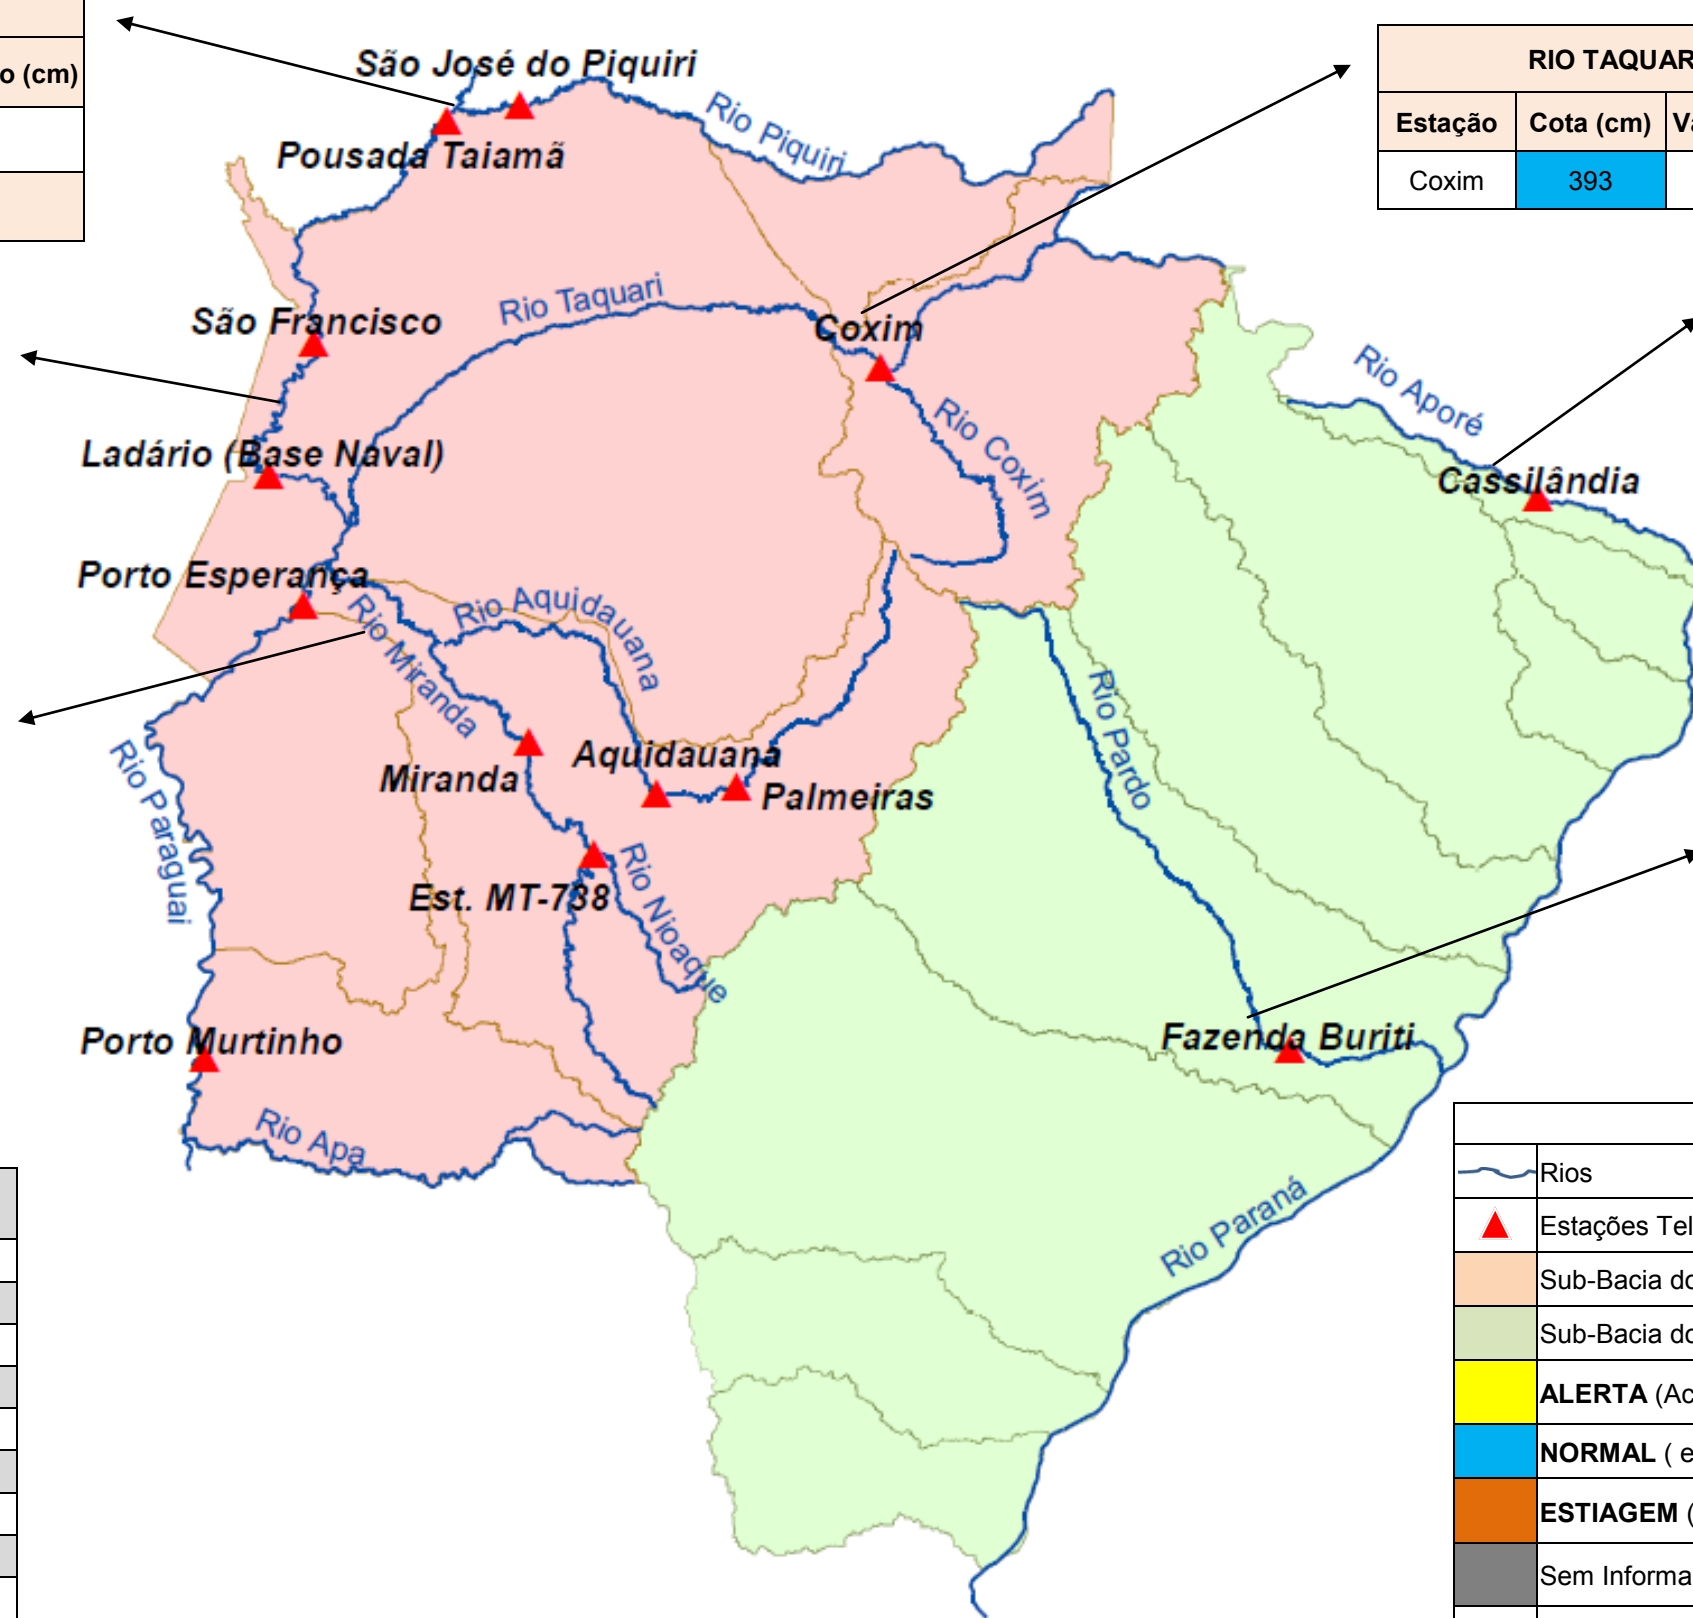 o (cm)
São José do Piquiri
Pousada Taiamã
Rio Piquiri
RIO TAQUAR
Estação Cota (cm) Va
Coxim 393
São Francisco
Rio Taquari
Coxim
Rio Aporé
Rio Coxim
Ladário (Base Naval)
Cassilândia
Porto Esperança
Rio Aquidauana
Rio Miranda
Rio Pardo
Aquidauana
Miranda
Palmeiras
Rio Paraguai
Est. MT-738
Rio Nioaque
Porto Murtinho
Fazenda Buriti
Rio Apa
Rio Paraná
Rios
Estações Tel
Sub-Bacia do
Sub-Bacia do
ALERTA (Ac
NORMAL ( e
ESTIAGEM (
Sem Informa